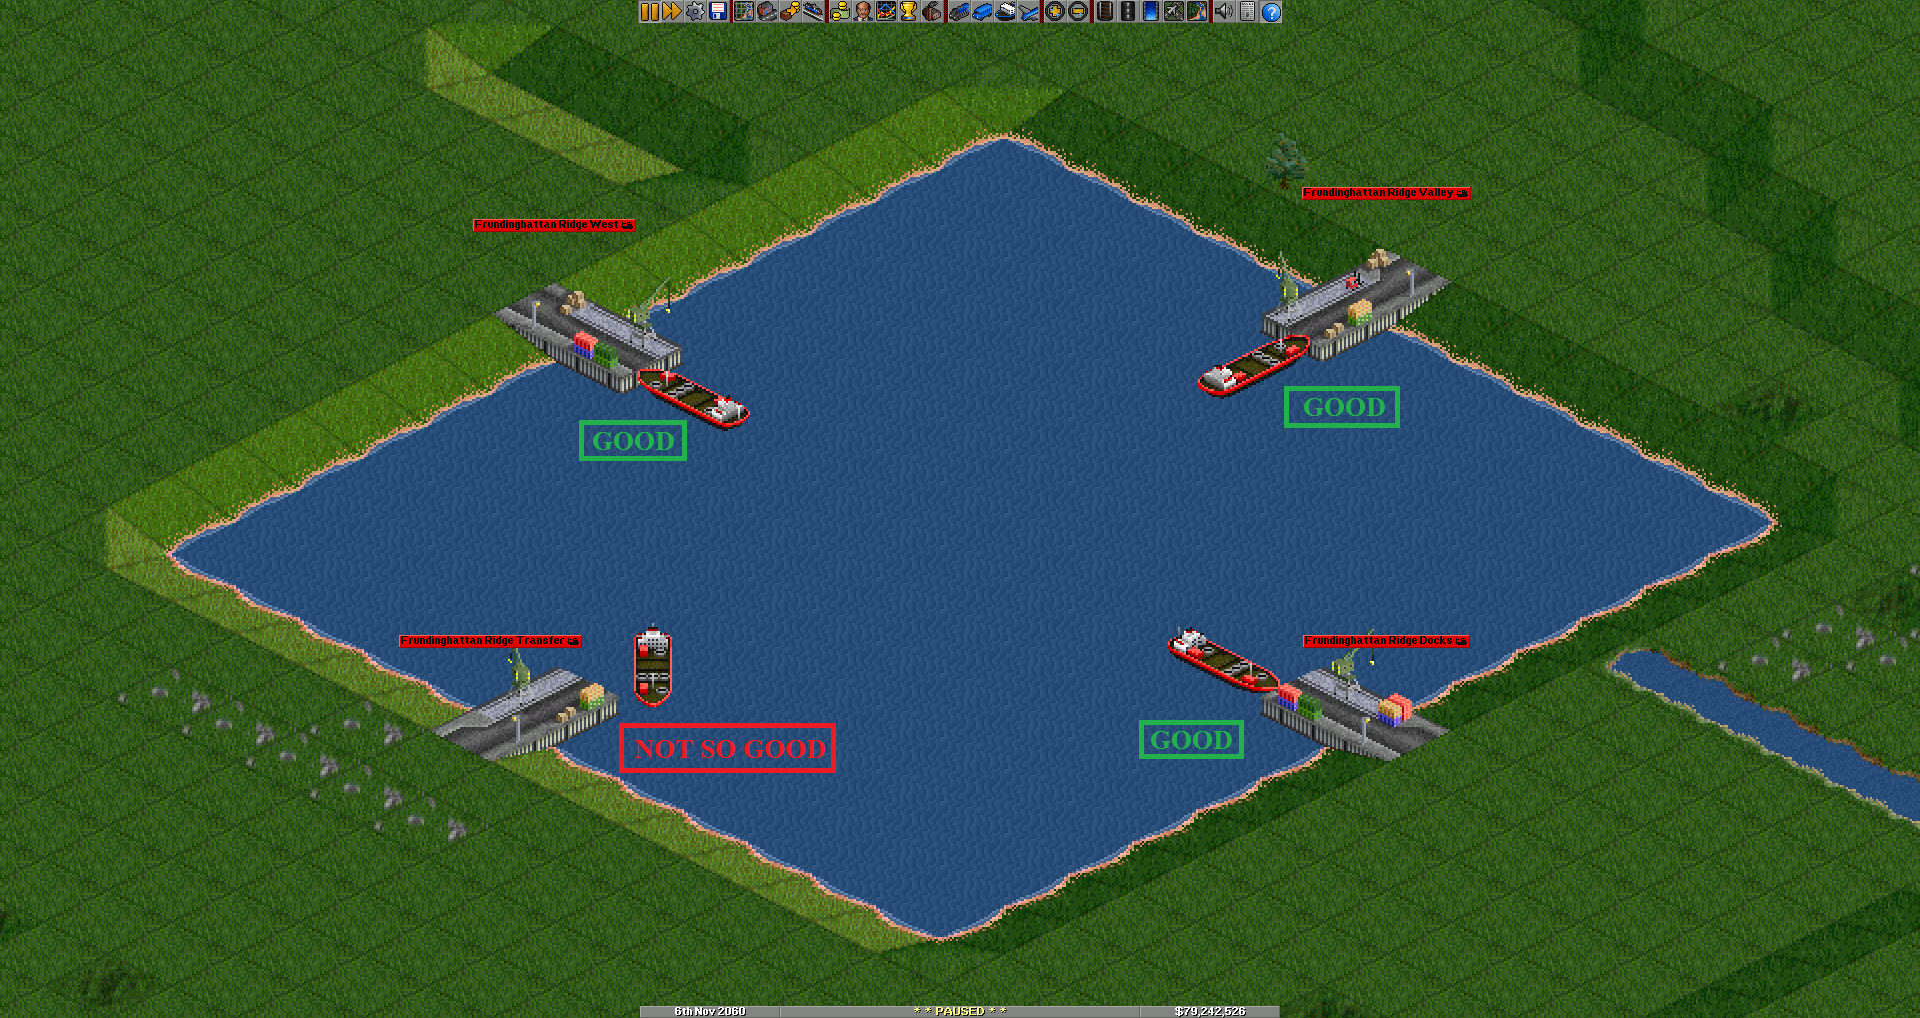 Frundinghattan Ridge Valley
Frundinghattan Ridge West
GOOD
GOOD
Frundinghattan Ridge Transfer
Frundinghattan Ridge Docks
NOT SO GOOD
GOOD
6th Nov 2060
* * PAUSED * *
$79,242,526